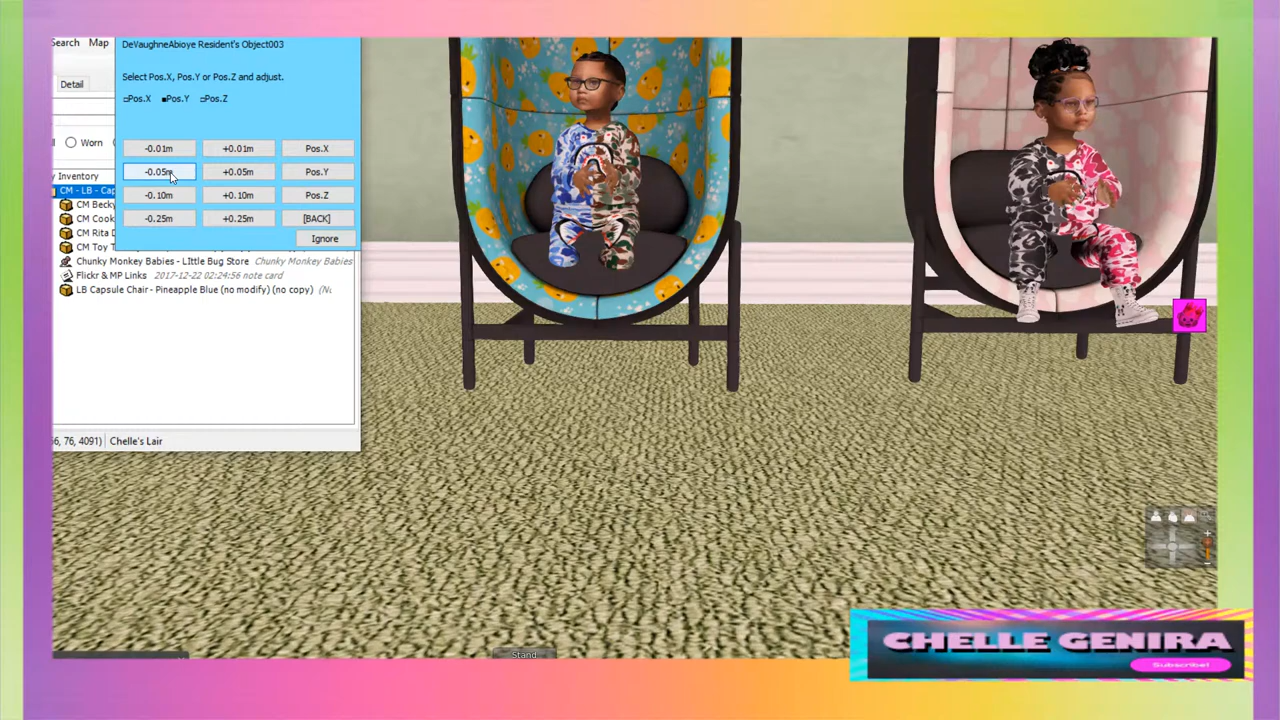 Search Map
DeVaughneAbioye Resident's Object003
Select Pos.X, Pos.Y or Pos.Z and adjust.
□Pos.X ■Pos.Y □Pos.Z
Detail
Worn
-0.01m +0.01m Pos.X
-0.05m +0.05m Pos.Y
-0.10m +0.10m Pos.Z
-0.25m +0.25m [BACK]
Ignore
y Inventory
CM - LB - Cap
CM Becky
CM Cook
CM Rita D
CM Toy T
Chunky Monkey Babies - LIttle Bug Store Chunky Monkey Babies
Flickr & MP Links 2017-12-22 02:24:56 note card
LB Capsule Chair - Pineapple Blue (no modify) (no copy)
6, 76, 4091) Chelle's Lair
Stand
CHELLE GENIRA
Subscribe!